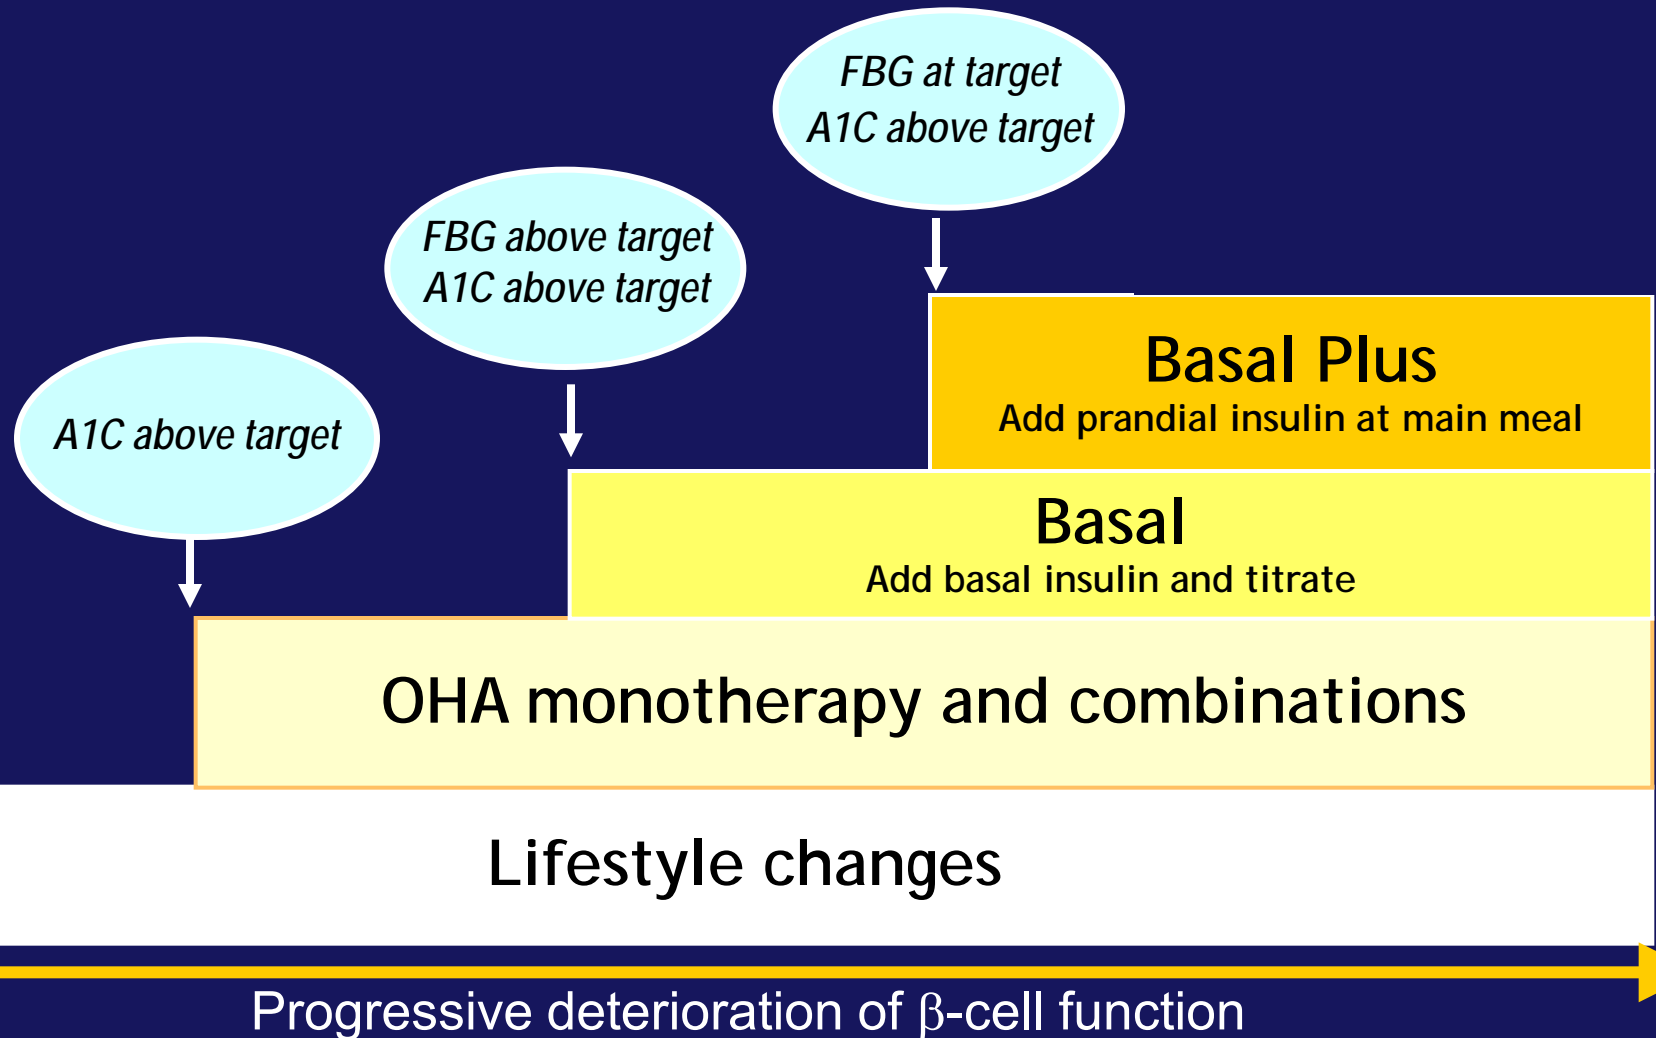 FBG at target
A1C above target
FBG above target
A1C above target
A1C above target
Basal Plus
Add prandial insulin at main meal
Basal
Add basal insulin and titrate
OHA monotherapy and combinations
Lifestyle changes
Progressive deterioration of β-cell function